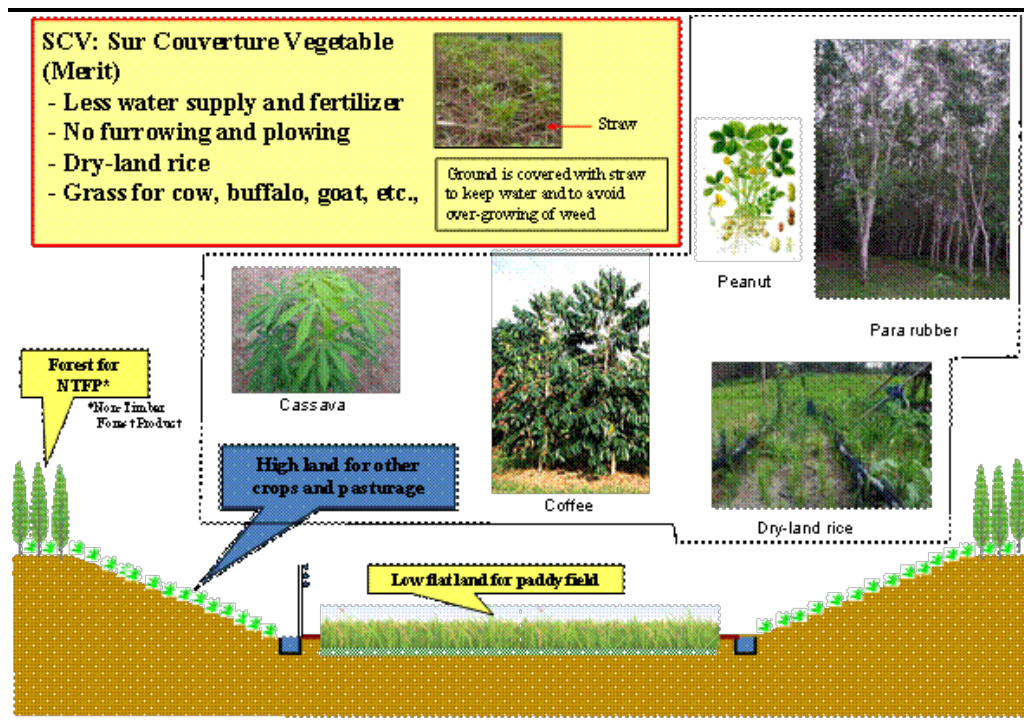 SCV: Sur Couverture Vegetable
(Merit)
- Less water supply and fertilizer
- No furrowing and plowing
- Dry-land rice
- Grass for cow, buffalo, goat, etc.,
Straw
Ground is covered with straw
to keep water and to avoid
over-growing of weed
Peanut
Para rubber
Cassava
Coffee
Dry-land rice
Forest for
NTFP*
*Non-Timber
Forest Product
High land for other
crops and pasturage
Low flat land for paddy field